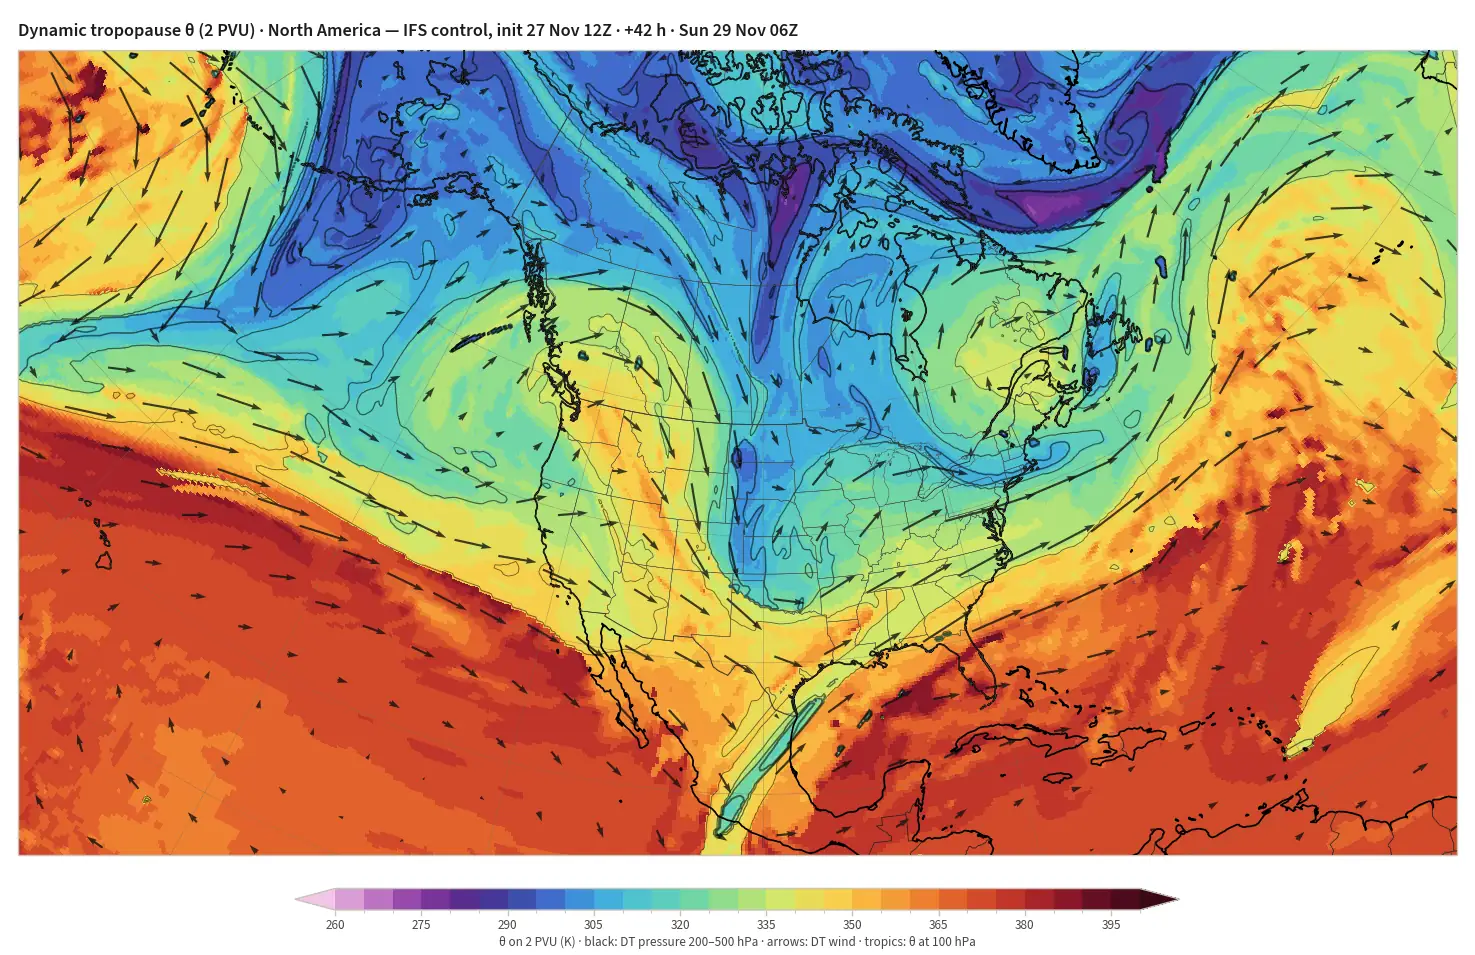 Dynamic tropopause θ (2 PVU) · North America — IFS control, init 27 Nov 12Z · +42 h · Sun 29 Nov 06Z
260 275 290 305 320 335 350 365 380 395
θ on 2 PVU (K) · black: DT pressure 200–500 hPa · arrows: DT wind · tropics: θ at 100 hPa